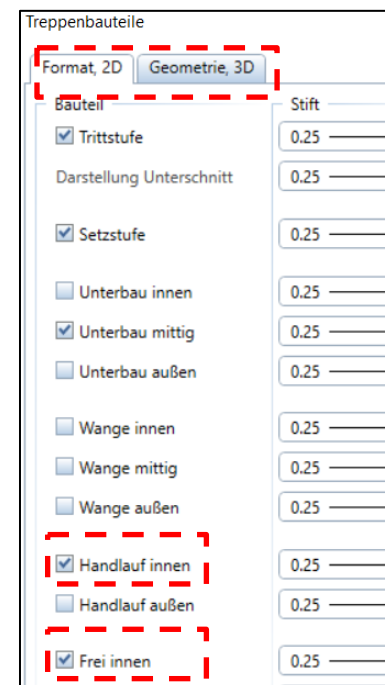 Treppenbauteile
Format, 2D Geometrie, 3D
Bauteil Stift
Trittstufe 0.25
Darstellung Unterschnitt 0.25
Setzstufe 0.25
Unterbau innen 0.25
Unterbau mittig 0.25
Unterbau außen 0.25
Wange innen 0.25
Wange mittig 0.25
Wange außen 0.25
Handlauf innen 0.25
Handlauf außen 0.25
Frei innen 0.25